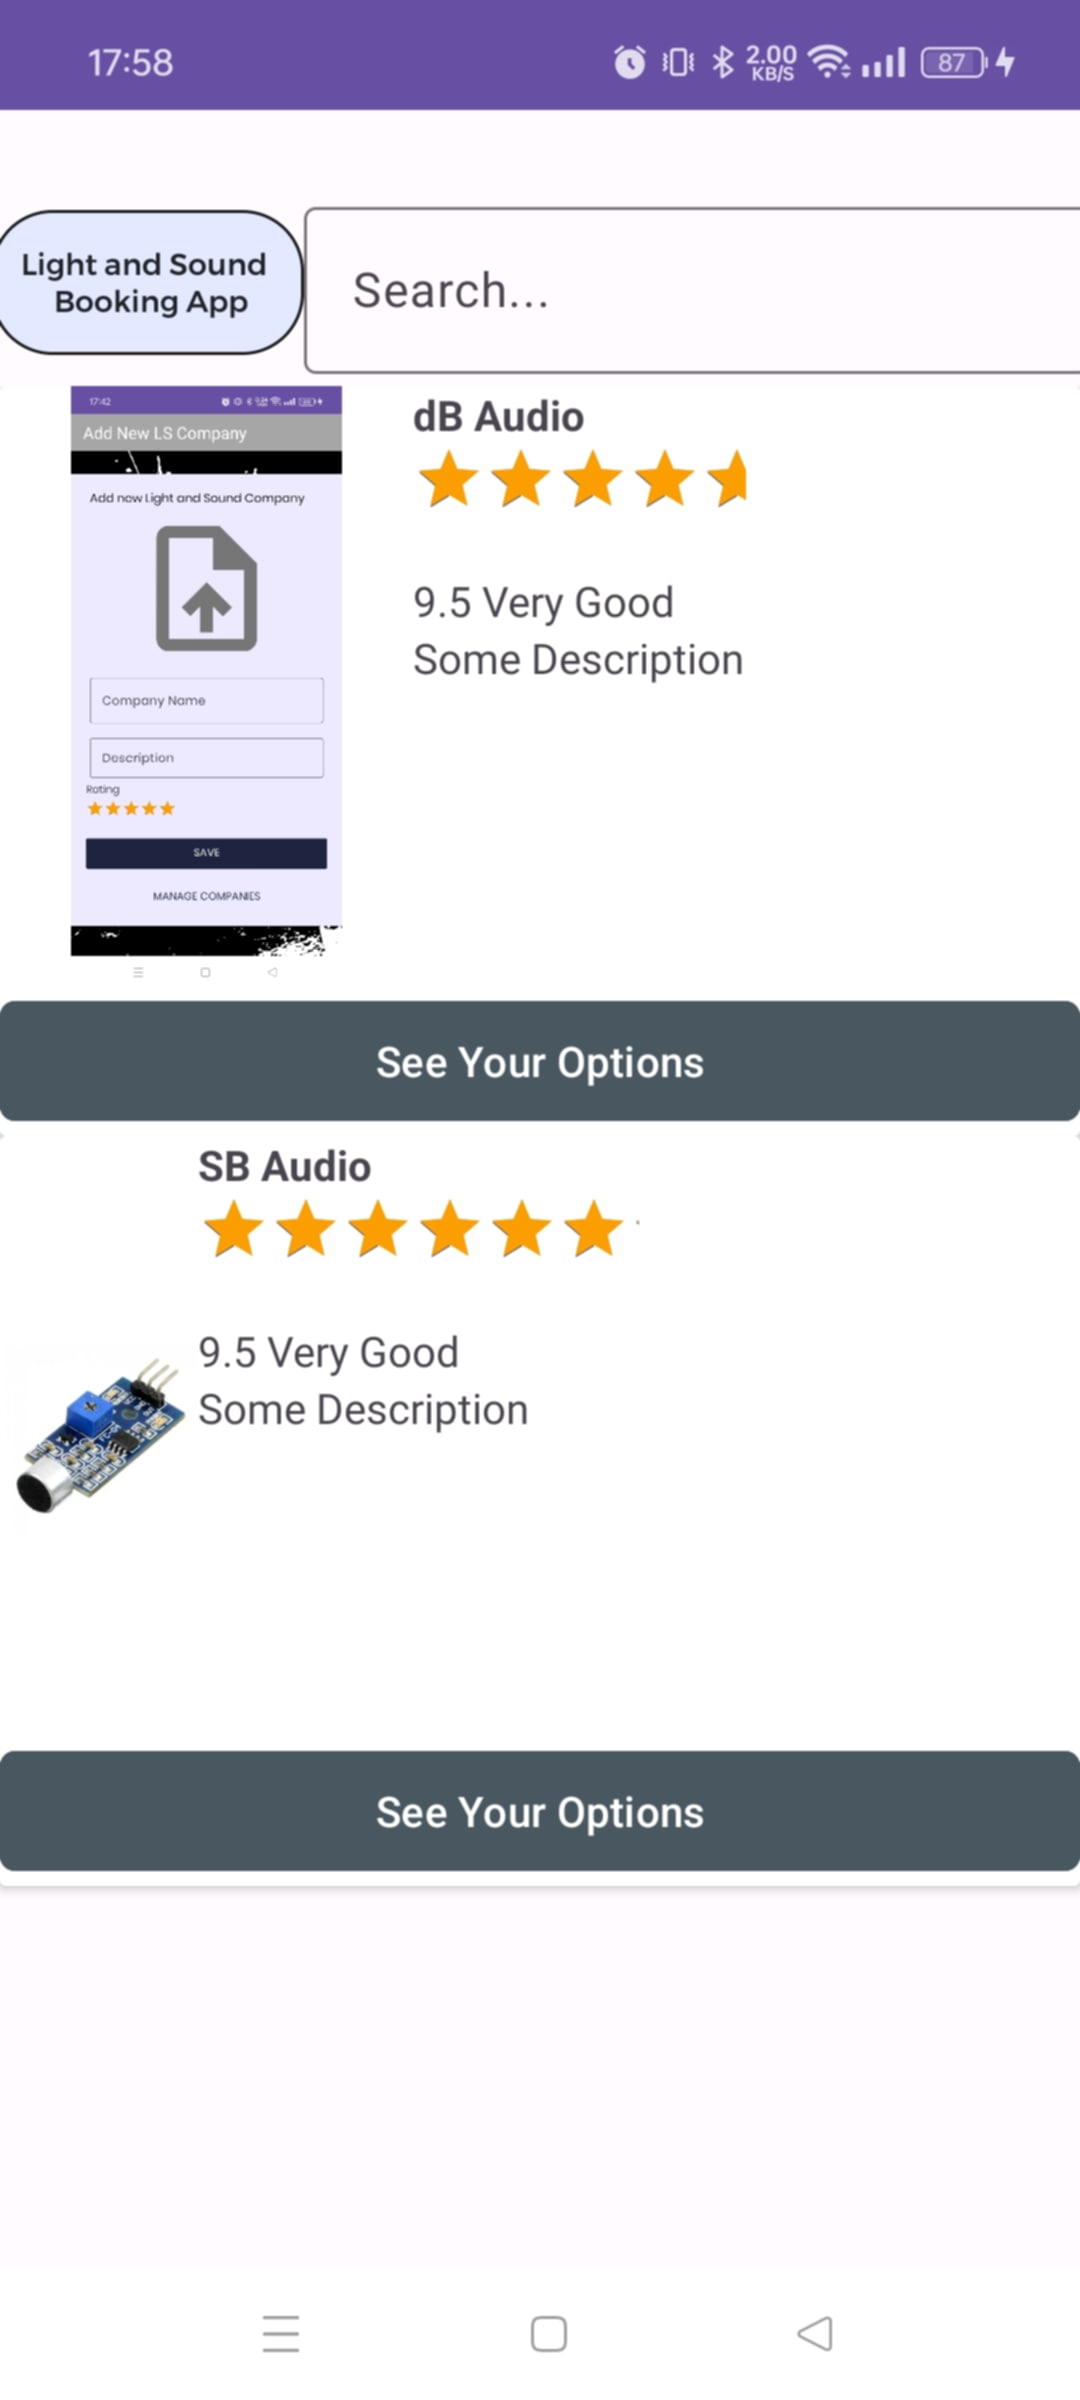 17:58
2.00
KB/S
87
Light and Sound
Booking App
Search...
17:42
Add New LS Company
Add new Light and Sound Company
Company Name
Description
Rating
SAVE
MANAGE COMPANIES
dB Audio
9.5 Very Good
Some Description
See Your Options
SB Audio
9.5 Very Good
Some Description
See Your Options